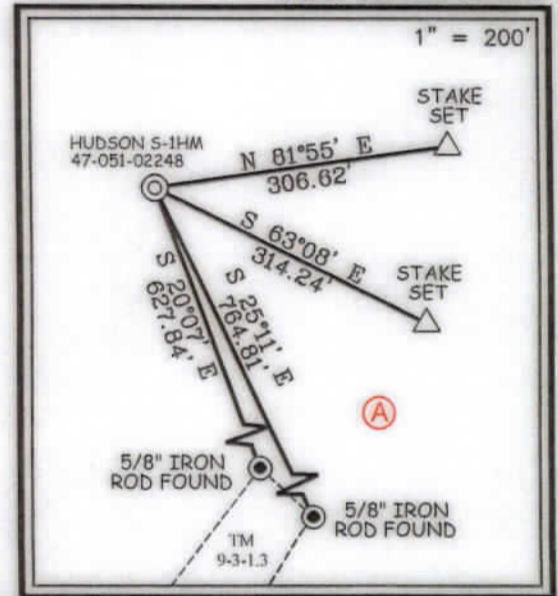 1" = 200'
STAKE
SET
HUDSON S-1HM
47-051-02248
N 81°55' E
306.62'
S 63°08' E
314.24'
STAKE
SET
S 20°07' E
627.84'
S 25°11' E
764.81'
A
5/8" IRON
ROD FOUND
5/8" IRON
ROD FOUND
TM
9-3-1.3